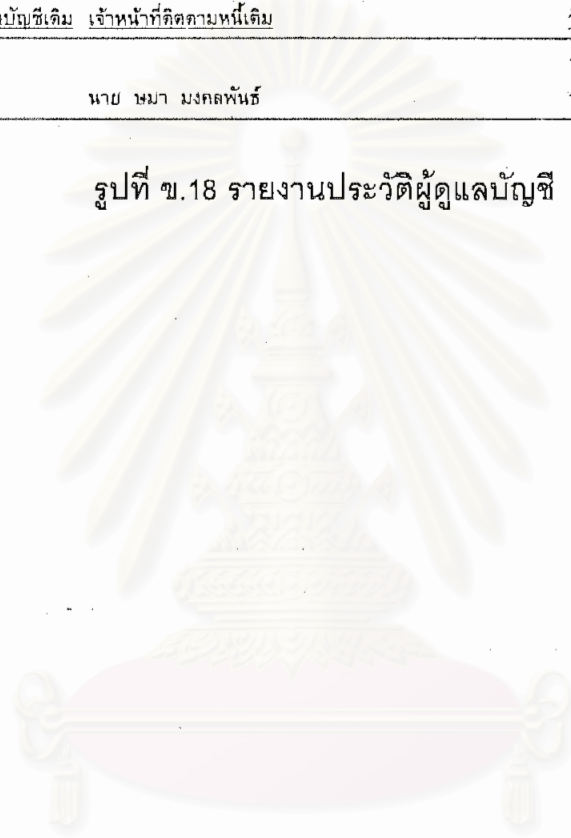 บัญชีเดิม เจ้าหน้าที่ติดตามหนี้เดิม
นาย ษมา มงคลพันธ์
รูปที่ ข.18 รายงานประวัติผู้ดูแลบัญชี